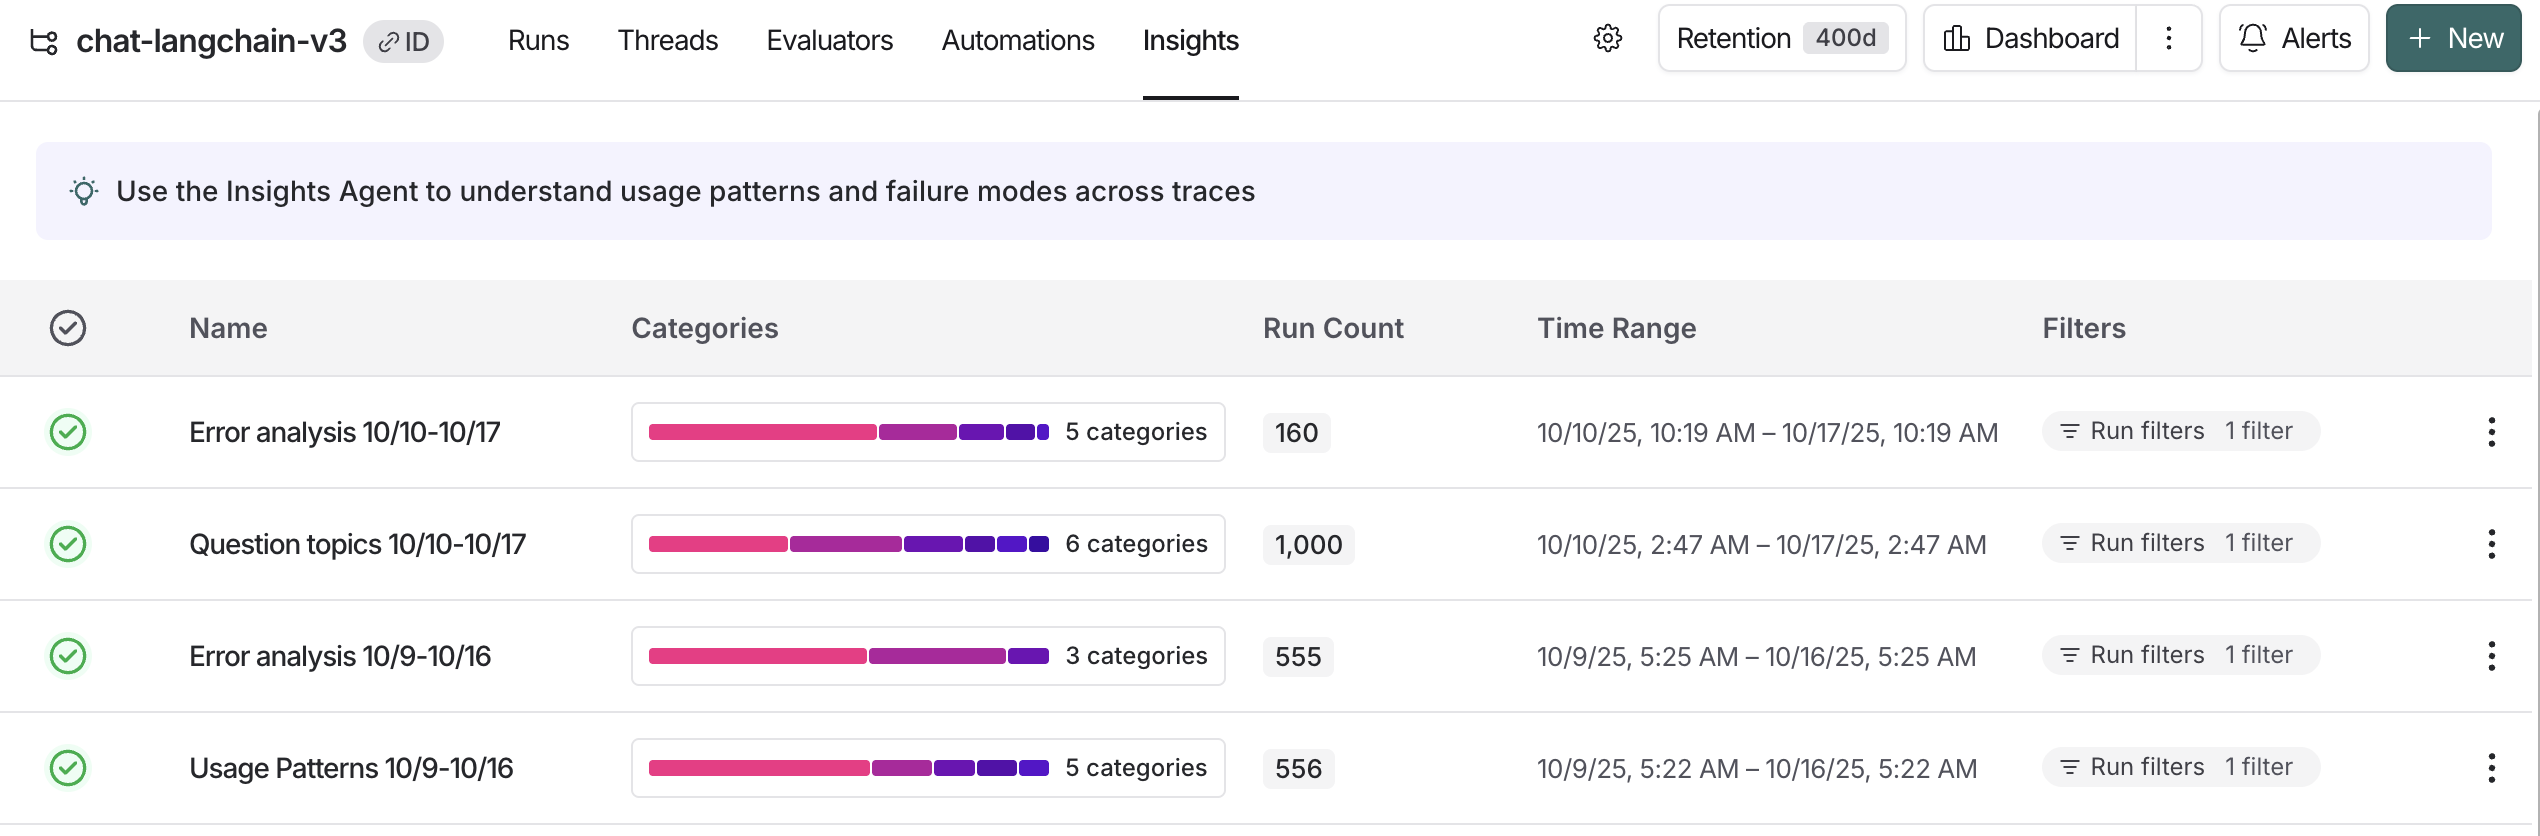 chat-langchain-v3 ID Runs Threads Evaluators Automations Insights Retention 400d Dashboard Alerts + New
Use the Insights Agent to understand usage patterns and failure modes across traces
Name Categories Run Count Time Range Filters
Error analysis 10/10-10/17 5 categories 160 10/10/25, 10:19 AM – 10/17/25, 10:19 AM Run filters 1 filter
Question topics 10/10-10/17 6 categories 1,000 10/10/25, 2:47 AM – 10/17/25, 2:47 AM Run filters 1 filter
Error analysis 10/9-10/16 3 categories 555 10/9/25, 5:25 AM – 10/16/25, 5:25 AM Run filters 1 filter
Usage Patterns 10/9-10/16 5 categories 556 10/9/25, 5:22 AM – 10/16/25, 5:22 AM Run filters 1 filter